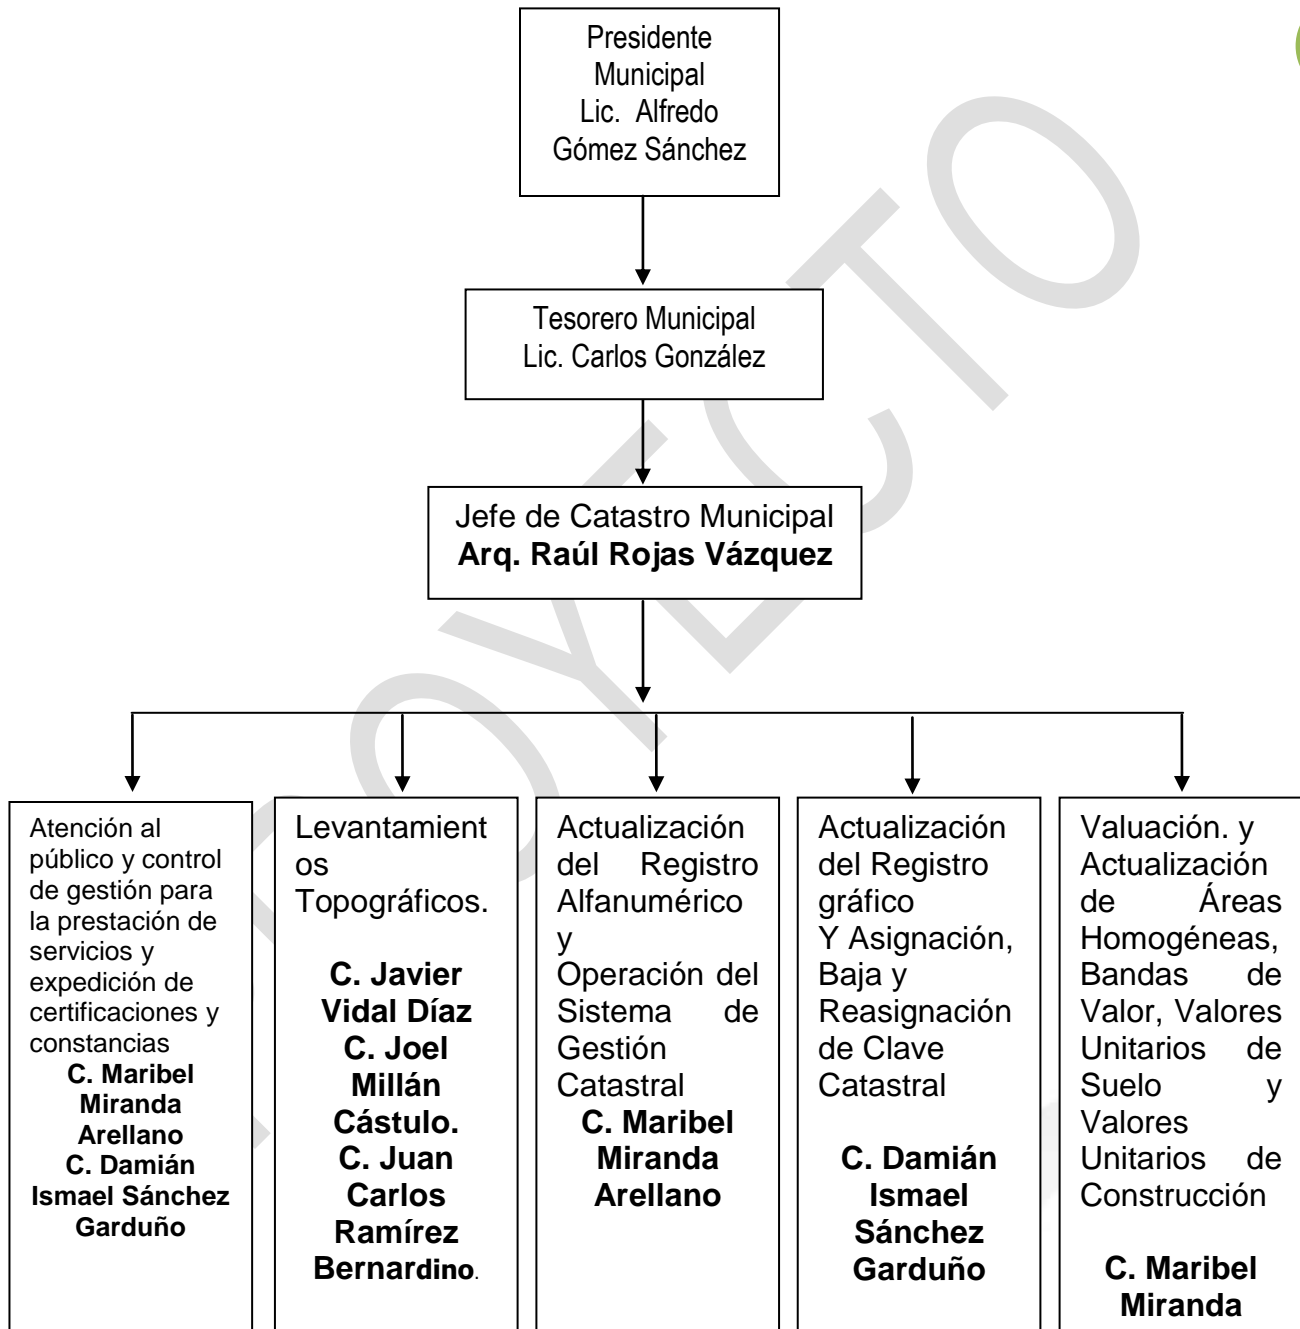 Presidente
Municipal
Lic. Alfredo
Gómez Sánchez
Tesorero Municipal
Lic. Carlos González
Jefe de Catastro Municipal
Arq. Raúl Rojas Vázquez
Atención al
público y control
de gestión para
la prestación de
servicios y
expedición de
certificaciones y
constancias
C. Maribel
Miranda
Arellano
C. Damián
Ismael Sánchez
Garduño
Levantamient
os
Topográficos.
C. Javier
Vidal Díaz
C. Joel
Millán
Cástulo.
C. Juan
Carlos
Ramírez
Bernardino.
Actualización
del Registro
Alfanumérico
y
Operación del
Sistema de
Gestión
Catastral
C. Maribel
Miranda
Arellano
Actualización
del Registro
gráfico
Y Asignación,
Baja y
Reasignación
de Clave
Catastral
C. Damián
Ismael
Sánchez
Garduño
Valuación. y
Actualización
de Áreas
Homogéneas,
Bandas de
Valor, Valores
Unitarios de
Suelo y
Valores
Unitarios de
Construcción
C. Maribel
Miranda
PROYECTO